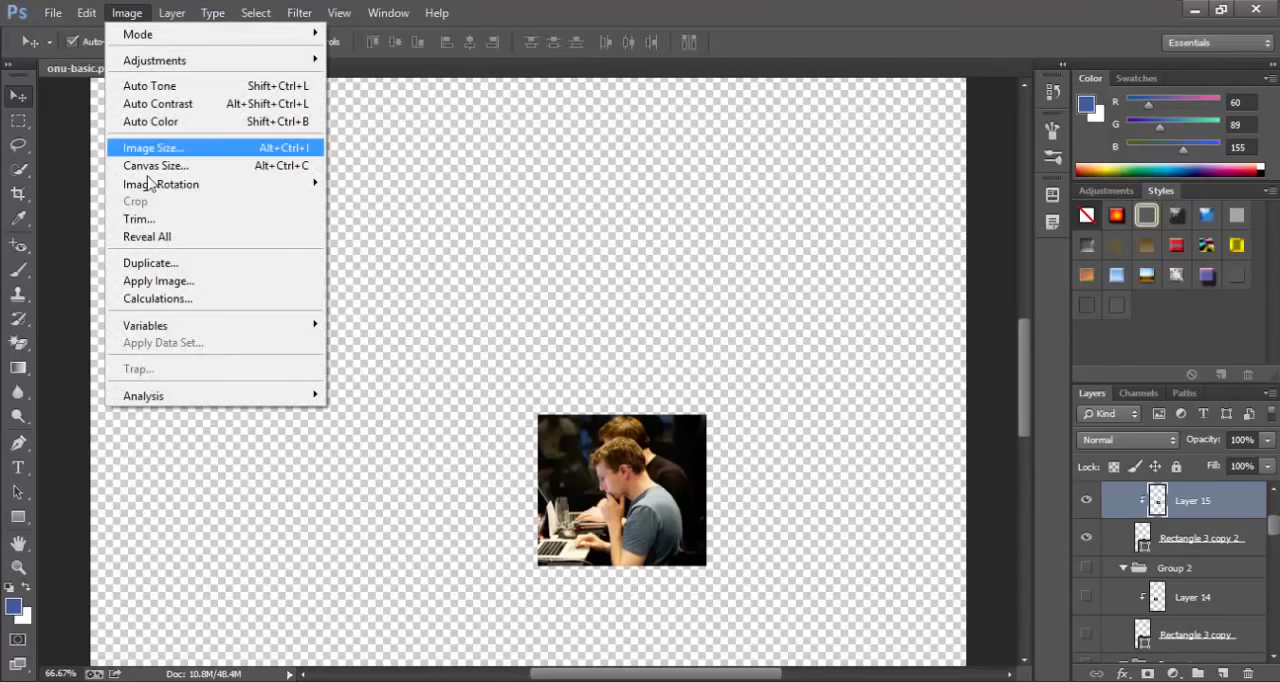 Ps File Edit Image Layer Type Select Filter View Window Help
Auto- Essentials
onu-basic.p
Mode
Adjustments
Auto Tone Shift+Ctrl+L
Auto Contrast Alt+Shift+Ctrl+L
Auto Color Shift+Ctrl+B
Image Size... Alt+Ctrl+I
Canvas Size... Alt+Ctrl+C
Image Rotation
Crop
Trim...
Reveal All
Duplicate...
Apply Image...
Calculations...
Variables
Apply Data Set...
Trap...
Analysis
Color Swatches
R 60
G 89
B 155
Adjustments Styles
Layers Channels Paths
Kind
Normal Opacity: 100%
Lock: Fill: 100%
Layer 15
Rectangle 3 copy 2
Group 2
Layer 14
Rectangle 3 copy
66.67% Doc: 10.8M/48.4M